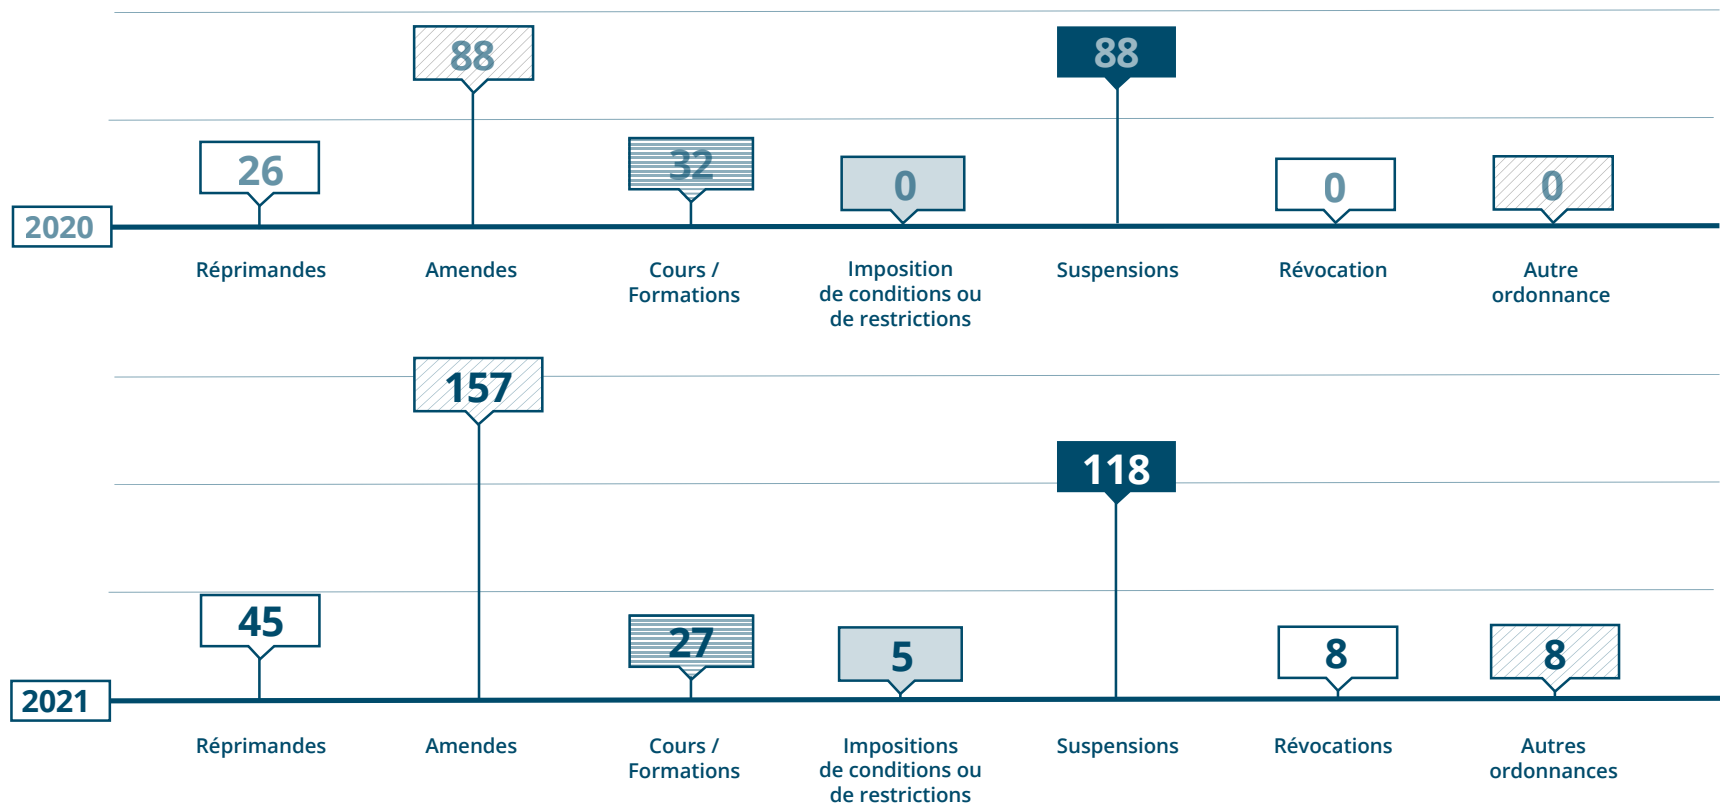 88
88
26
32
0
0
0
2020
Réprimandes
Amendes
Cours /
Formations
Imposition
de conditions ou
de restrictions
Suspensions
Révocation
Autre
ordonnance
157
118
45
27
5
8
8
2021
Réprimandes
Amendes
Cours /
Formations
Impositions
de conditions ou
de restrictions
Suspensions
Révocations
Autres
ordonnances